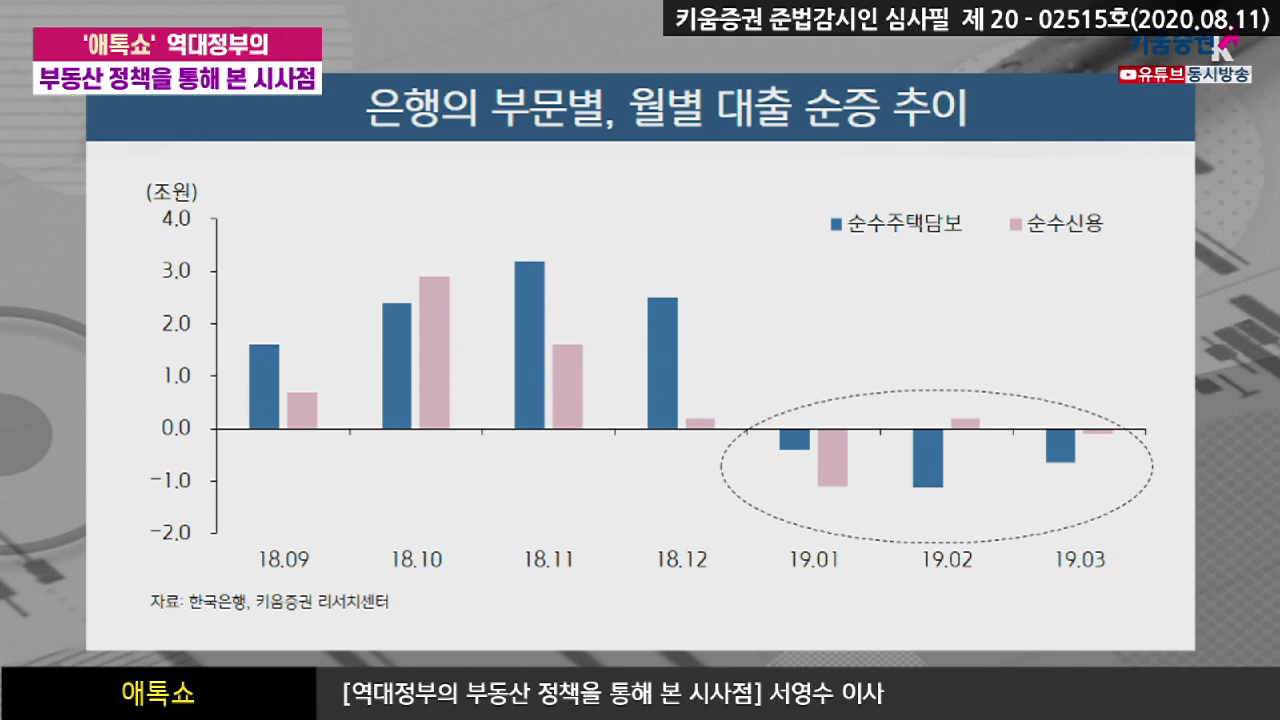 키움증권 준법감시인 심사필 제 20 - 02515호(2020.08.11)
'애톡쇼' 역대정부의
부동산 정책을 통해 본 시사점
키움증권
유튜브 동시방송
은행의 부문별, 월별 대출 순증 추이
(조원)
순수주택담보 순수신용
4.0
3.0
2.0
1.0
0.0
-1.0
-2.0
18.09 18.10 18.11 18.12 19.01 19.02 19.03
자료: 한국은행, 키움증권 리서치센터
애톡쇼
[역대정부의 부동산 정책을 통해 본 시사점] 서영수 이사